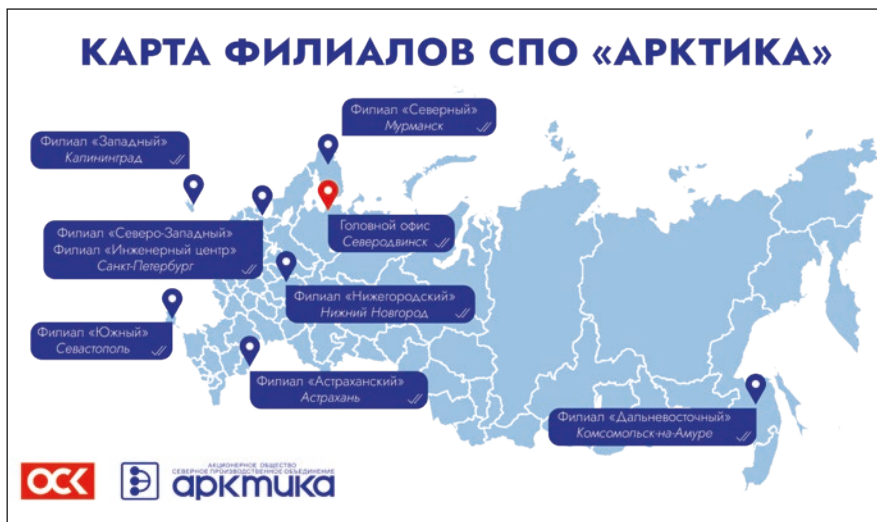 КАРТА ФИЛИАЛОВ СПО «АРКТИКА»
Филиал «Северный»
Мурманск
Филиал «Западный»
Калининград
Филиал «Северо-Западный»
Филиал «Инженерный центр»
Санкт-Петербург
Головной офис
Северодвинск
Филиал «Нижегородский»
Нижний Новгород
Филиал «Южный»
Севастополь
Филиал «Астраханский»
Астрахань
Филиал «Дальневосточный»
Комсомольск-на-Амуре
ОСК
АКЦИОНЕРНОЕ ОБЩЕСТВО
СЕВЕРНОЕ ПРОИЗВОДСТВЕННОЕ ОБЪЕДИНЕНИЕ
арктика